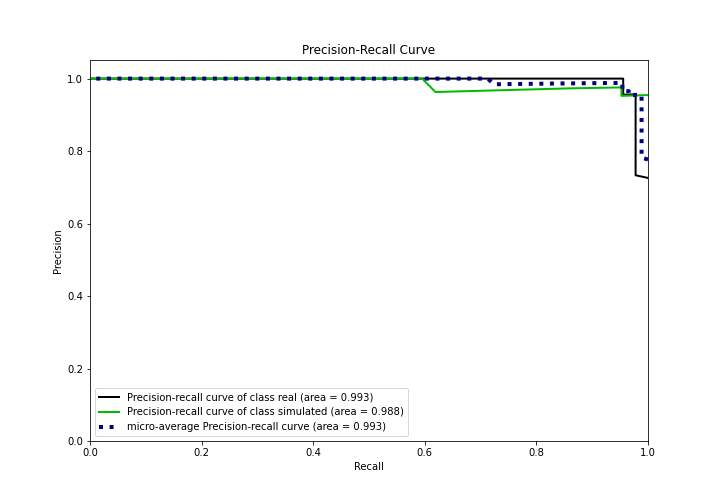 Precision-Recall Curve
1.0
0.8
0.6
0.4
0.2
0.0
Precision
Precision-recall curve of class real (area = 0.993)
Precision-recall curve of class simulated (area = 0.988)
micro-average Precision-recall curve (area = 0.993)
0.0 0.2 0.4 0.6 0.8 1.0
Recall